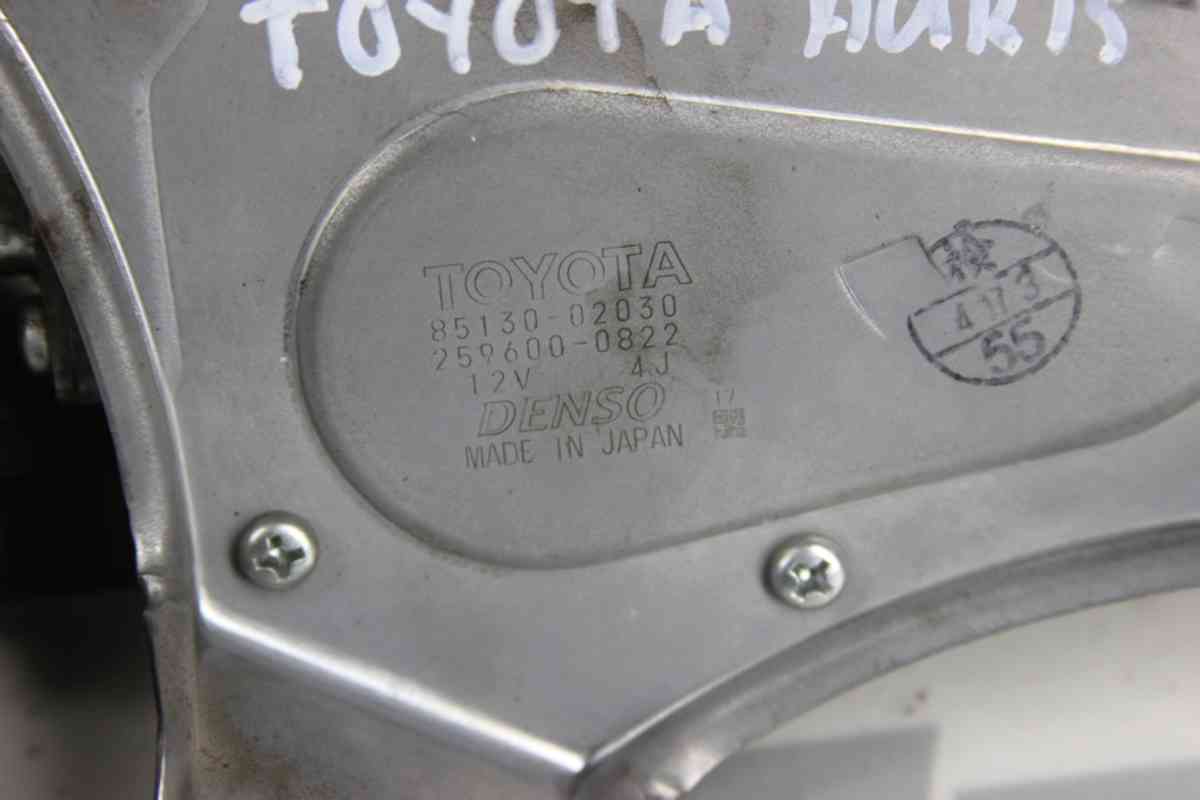 TOYOTA AURIS
TOYOTA
85130-02030
259600-0822
12V 4J
DENSO
17
MADE IN JAPAN
4 17 3
55